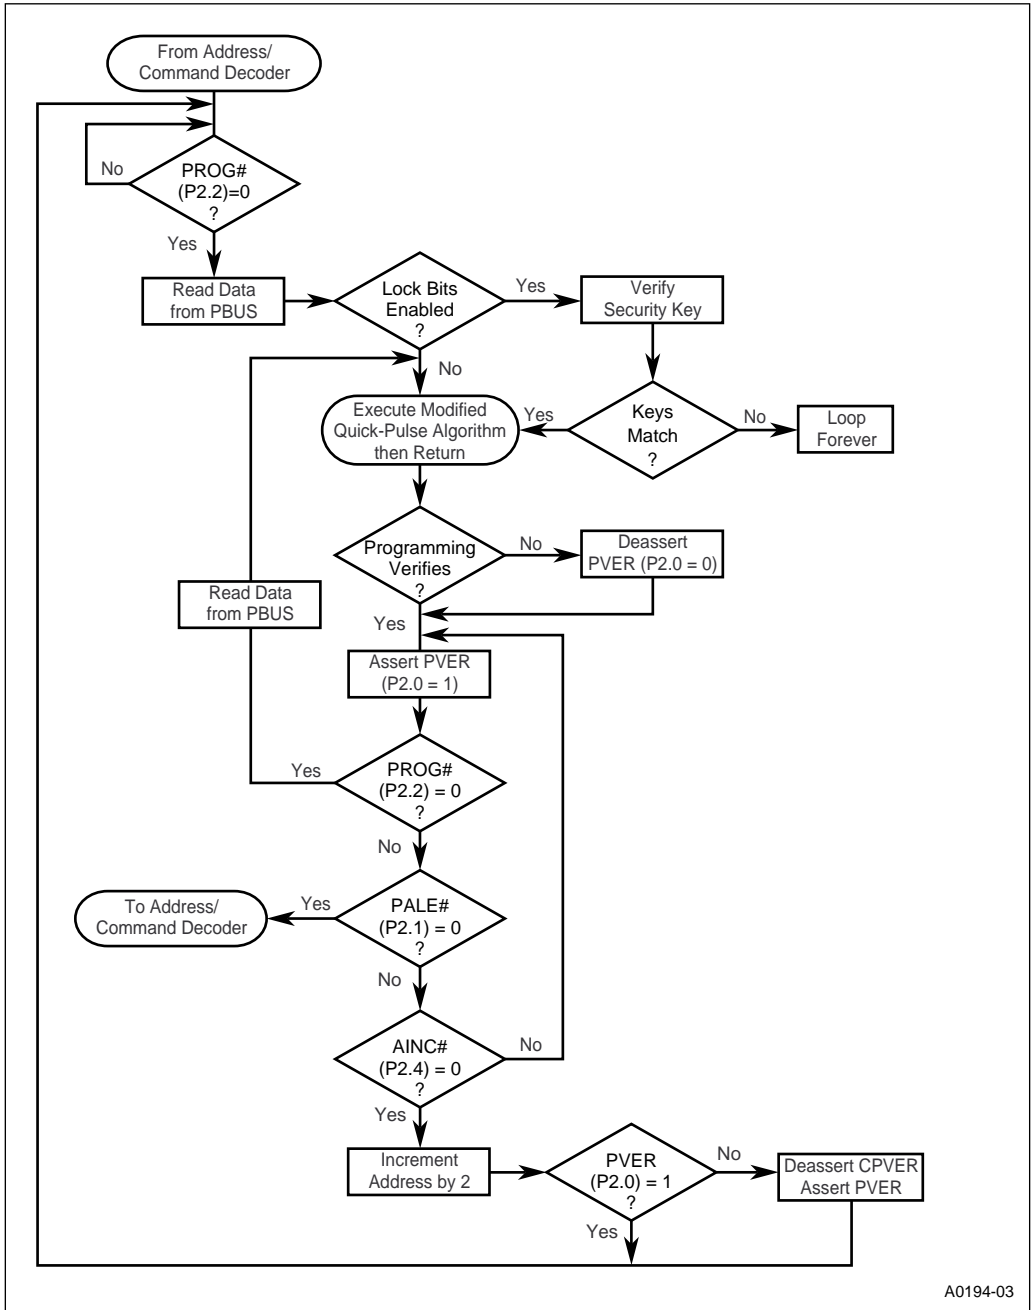 From Address/
Command Decoder
No
PROG#
(P2.2)=0
?
Yes
Read Data
from PBUS
Lock Bits
Enabled
?
Yes
Verify
Security Key
No
Execute Modified
Quick-Pulse Algorithm
then Return
Yes
Keys
Match
?
No
Loop
Forever
Programming
Verifies
?
No
Deassert
PVER (P2.0 = 0)
Read Data
from PBUS
Yes
Assert PVER
(P2.0 = 1)
Yes
PROG#
(P2.2) = 0
?
No
To Address/
Command Decoder
Yes
PALE#
(P2.1) = 0
?
No
AINC#
(P2.4) = 0
?
No
Yes
Increment
Address by 2
PVER
(P2.0) = 1
?
No
Deassert CPVER
Assert PVER
Yes
A0194-03